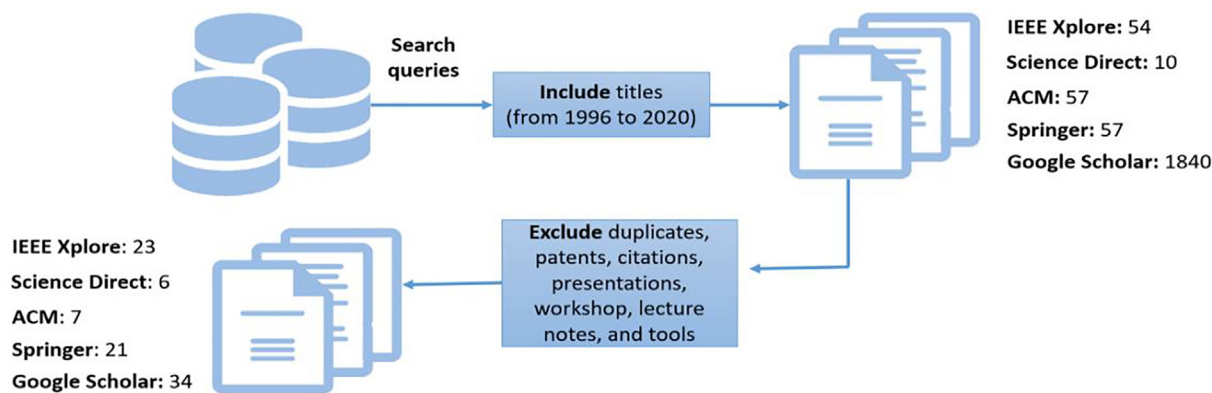 Search
queries
Include titles
(from 1996 to 2020)
IEEE Xplore: 54
Science Direct: 10
ACM: 57
Springer: 57
Google Scholar: 1840
Exclude duplicates,
patents, citations,
presentations,
workshop, lecture
notes, and tools
IEEE Xplore: 23
Science Direct: 6
ACM: 7
Springer: 21
Google Scholar: 34